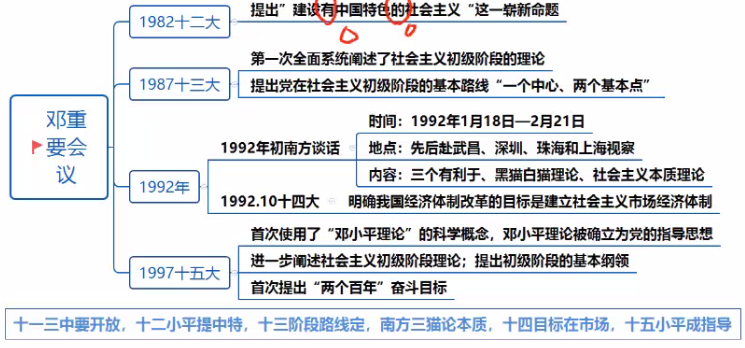 1982十二大
提出”建设有中国特色的社会主义“这一崭新命题
第一次全面系统阐述了社会主义初级阶段的理论
1987十三大
提出党在社会主义初级阶段的基本路线“一个中心、两个基本点”
邓重
要会
议
时间：1992年1月18日—2月21日
1992年初南方谈话
地点：先后赴武昌、深圳、珠海和上海视察
内容：三个有利于、黑猫白猫理论、社会主义本质理论
1992年
1992.10十四大
明确我国经济体制改革的目标是建立社会主义市场经济体制
首次使用了“邓小平理论”的科学概念，邓小平理论被确立为党的指导思想
1997十五大
进一步阐述社会主义初级阶段理论；提出初级阶段的基本纲领
首次提出“两个百年”奋斗目标
十一三中要开放，十二小平提中特，十三阶段路线定，南方三猫论本质，十四目标在市场，十五小平成指导